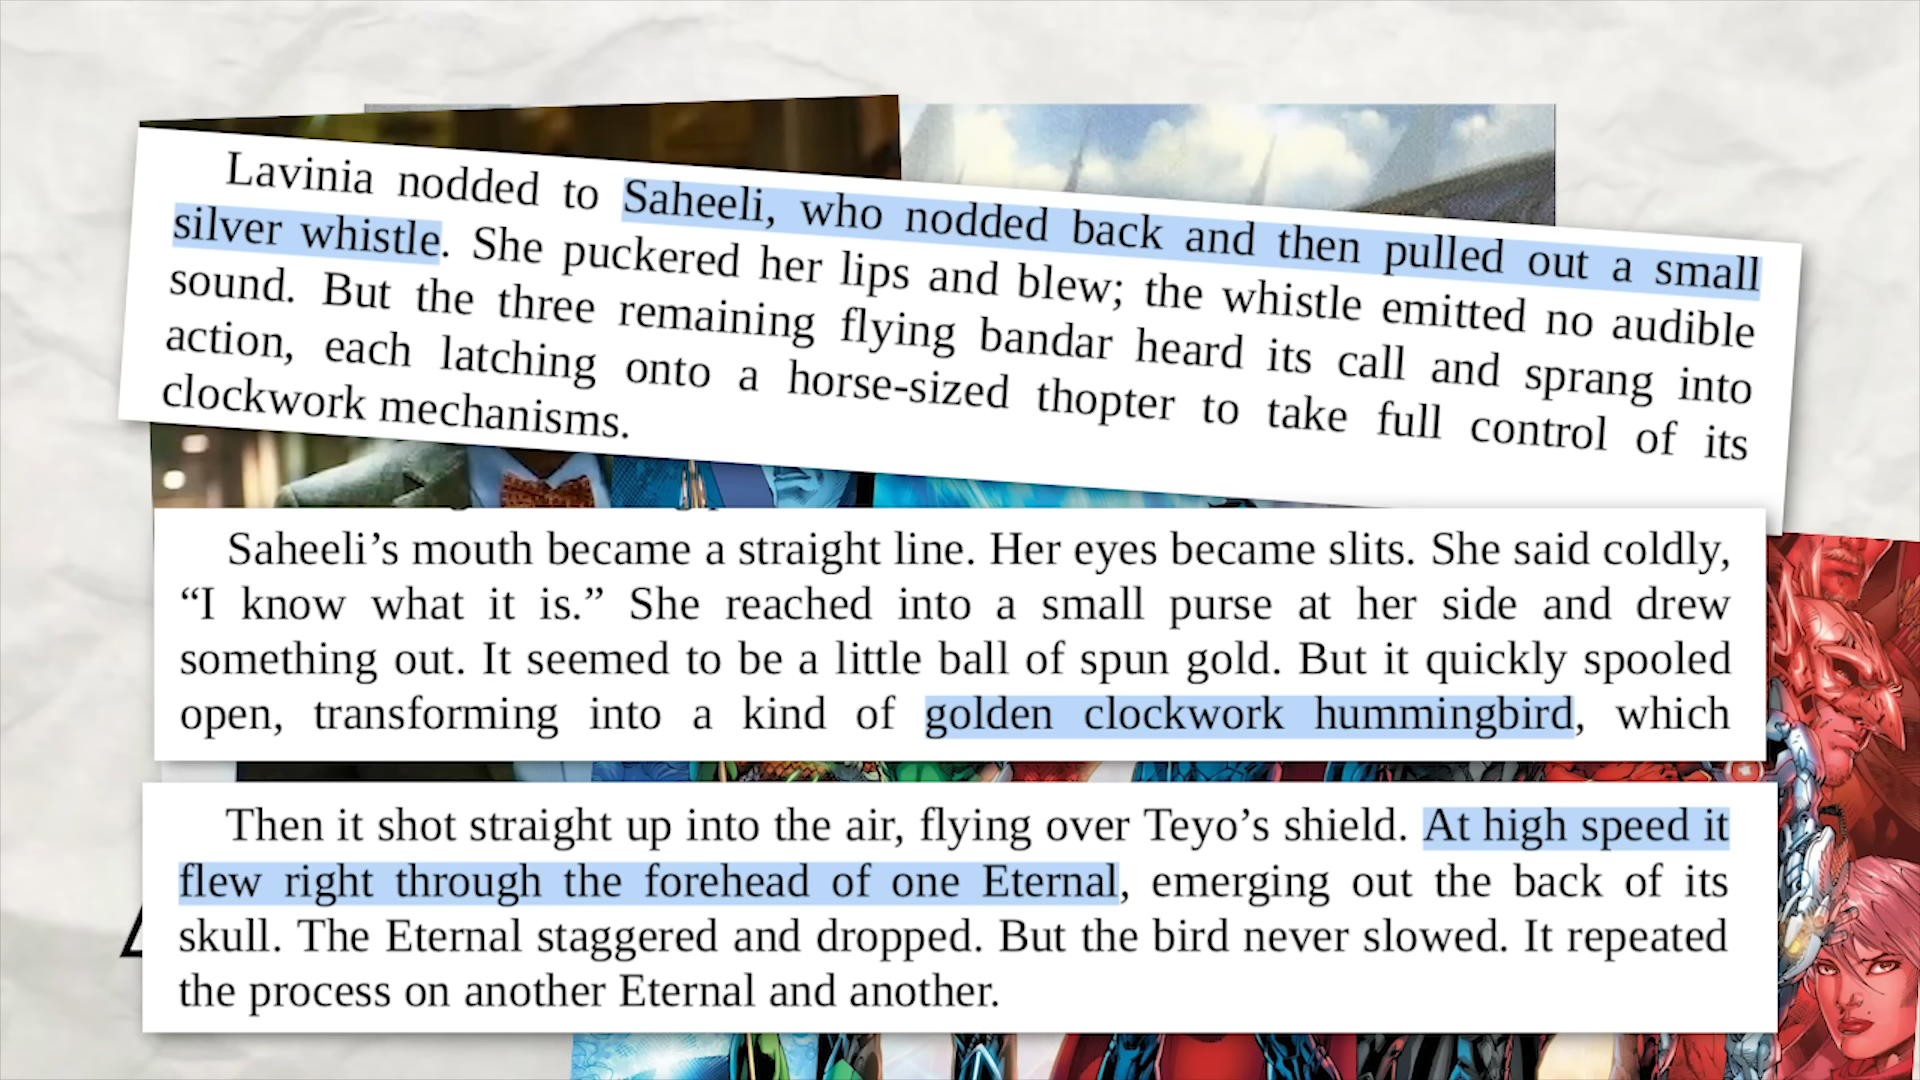 Lavinia nodded to Saheeli, who nodded back and then pulled out a small
silver whistle. She puckered her lips and blew; the whistle emitted no audible
sound. But the three remaining flying bandar heard its call and sprang into
action, each latching onto a horse-sized thopter to take full control of its
clockwork mechanisms.
Saheeli’s mouth became a straight line. Her eyes became slits. She said coldly,
“I know what it is.” She reached into a small purse at her side and drew
something out. It seemed to be a little ball of spun gold. But it quickly spooled
open, transforming into a kind of golden clockwork hummingbird, which
Then it shot straight up into the air, flying over Teyo’s shield. At high speed it
flew right through the forehead of one Eternal, emerging out the back of its
skull. The Eternal staggered and dropped. But the bird never slowed. It repeated
the process on another Eternal and another.